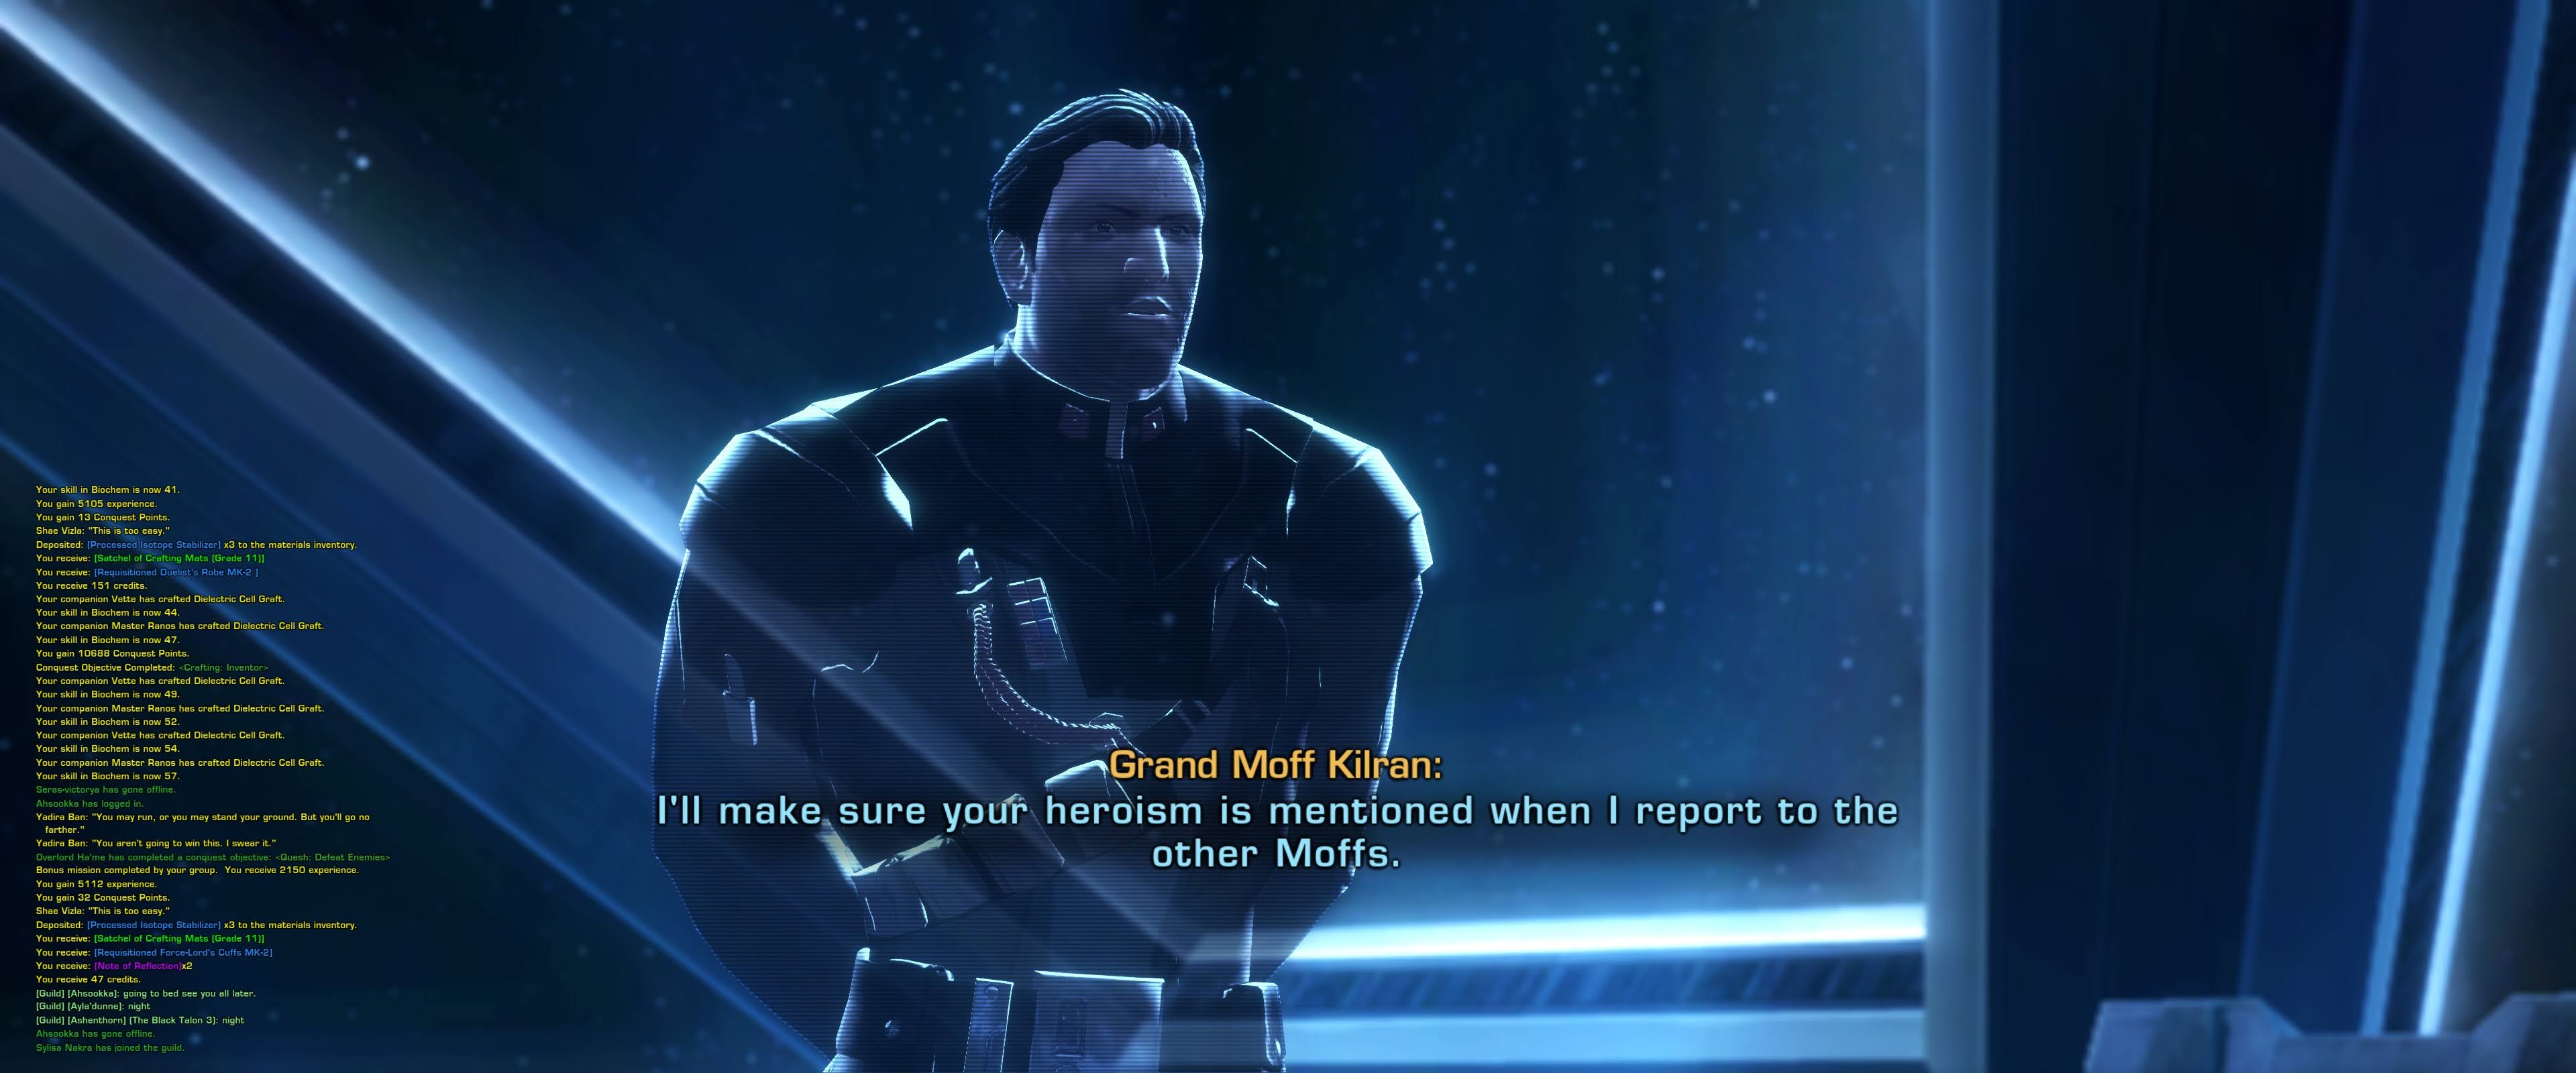 Your skill in Biochem is now 41.
You gain 5105 experience.
You gain 13 Conquest Points.
Shae Vizla: "This is too easy."
Deposited: [Processed Isotope Stabilizer] x3 to the materials inventory.
You receive: [Satchel of Crafting Mats (Grade 11)]
You receive: [Requisitioned Duelist's Robe MK-2 ]
You receive 151 credits.
Your companion Vette has crafted Dielectric Cell Graft.
Your skill in Biochem is now 44.
Your companion Master Ranos has crafted Dielectric Cell Graft.
Your skill in Biochem is now 47.
You gain 10688 Conquest Points.
Conquest Objective Completed: <Crafting: Inventor>
Your companion Vette has crafted Dielectric Cell Graft.
Your skill in Biochem is now 49.
Your companion Master Ranos has crafted Dielectric Cell Graft.
Your skill in Biochem is now 52.
Your companion Vette has crafted Dielectric Cell Graft.
Your skill in Biochem is now 54.
Your companion Master Ranos has crafted Dielectric Cell Graft.
Your skill in Biochem is now 57.
Seras-victorya has gone offline.
Ahsookka has logged in.
Yadira Ban: "You may run, or you may stand your ground. But you'll go no
farther."
Yadira Ban: "You aren't going to win this. I swear it."
Overlord Ha'me has completed a conquest objective: <Quesh: Defeat Enemies>
Bonus mission completed by your group.  You receive 2150 experience.
You gain 5112 experience.
You gain 32 Conquest Points.
Shae Vizla: "This is too easy."
Deposited: [Processed Isotope Stabilizer] x3 to the materials inventory.
You receive: [Satchel of Crafting Mats (Grade 11)]
You receive: [Requisitioned Force-Lord's Cuffs MK-2]
You receive: [Note of Reflection]x2
You receive 47 credits.
[Guild] [Ahsookka]: going to bed see you all later.
[Guild] [Ayla'dunne]: night
[Guild] [Ashenthorn] (The Black Talon 3): night
Ahsookka has gone offline.
Sylisa Nakra has joined the guild.
Grand Moff Kilran:
I'll make sure your heroism is mentioned when I report to the
other Moffs.